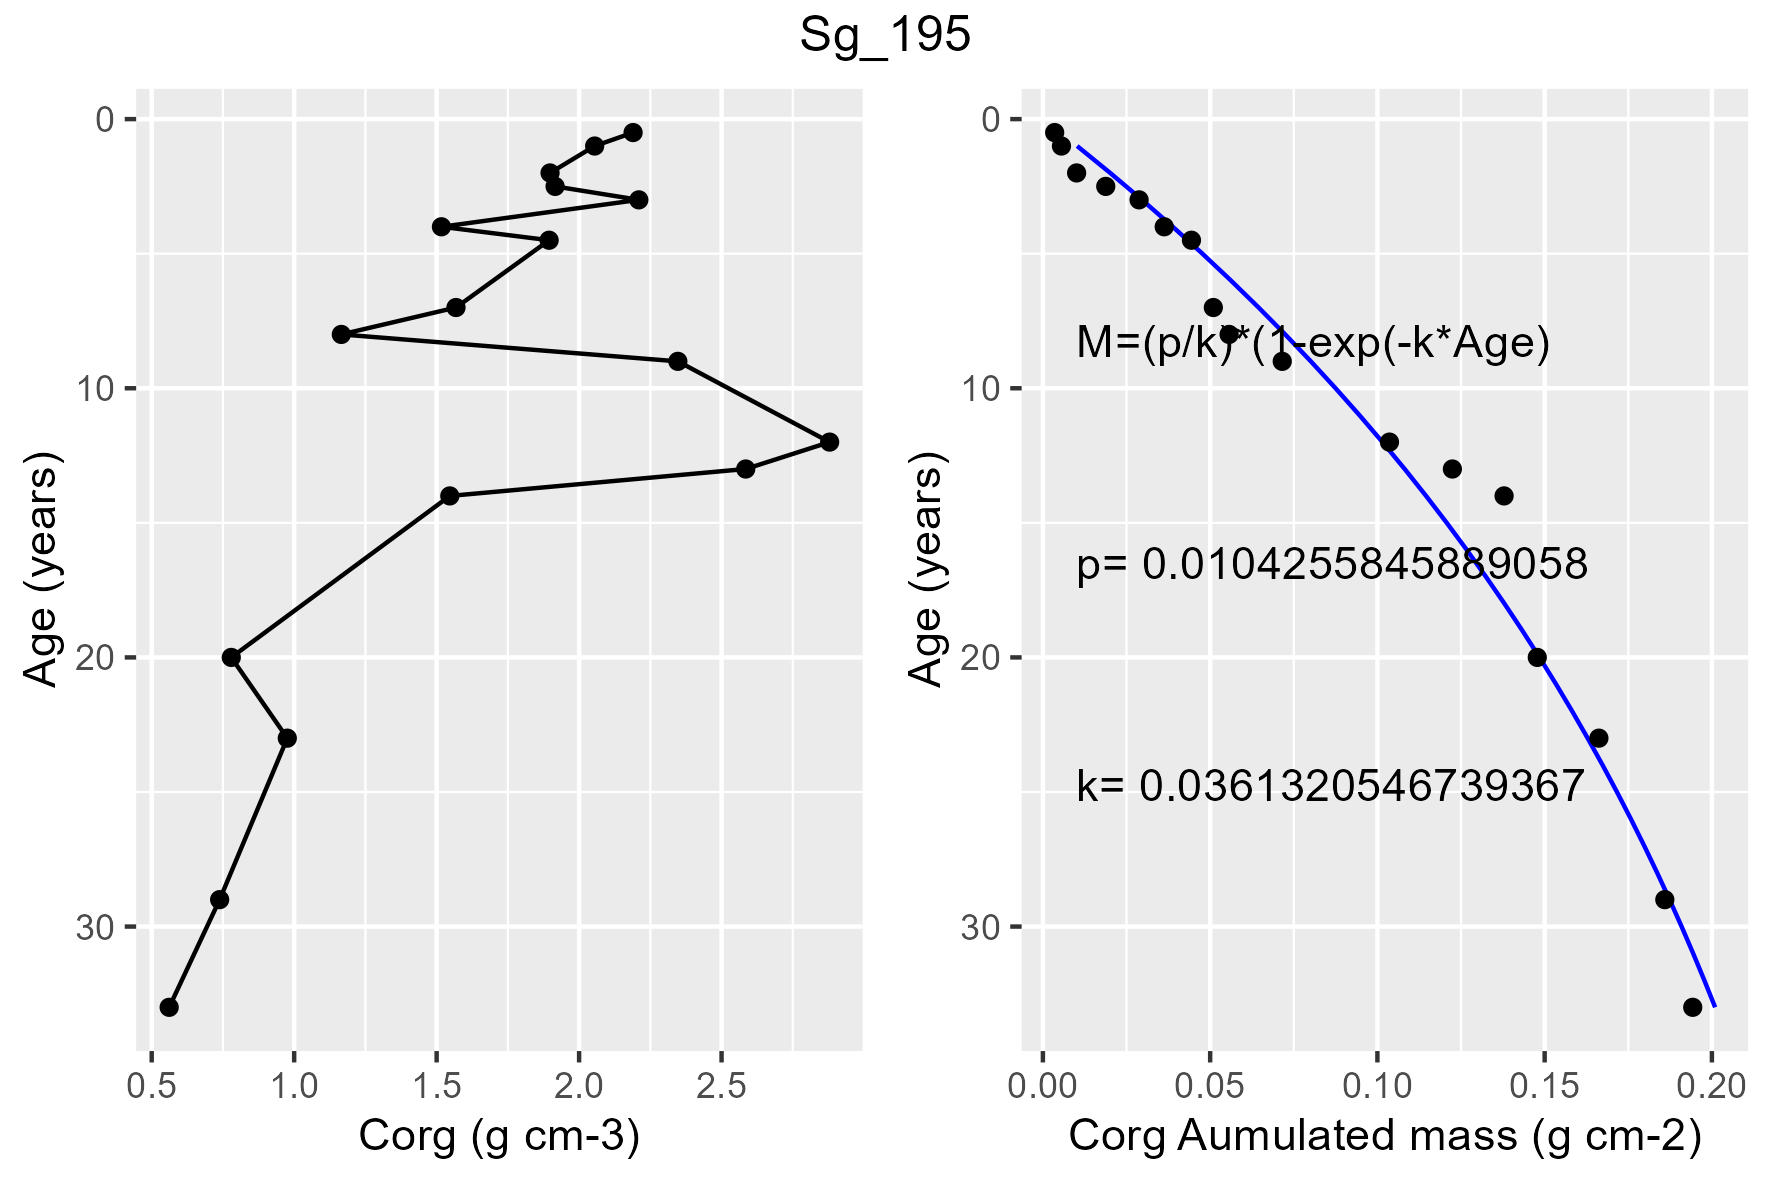 Sg_195
0
10
20
30
Age (years)
0.5 1.0 1.5 2.0 2.5
Corg (g cm-3)
0
10
20
30
Age (years)
M=(p/k)*(1-exp(-k*Age)
p= 0.0104255845889058
k= 0.0361320546739367
0.00 0.05 0.10 0.15 0.20
Corg Aumulated mass (g cm-2)